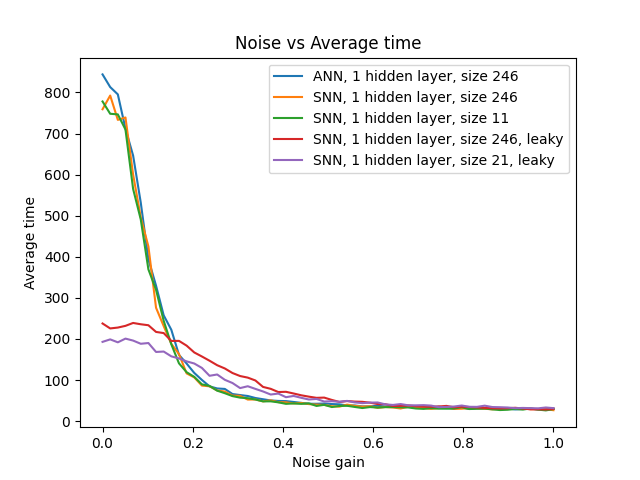 Noise vs Average time
ANN, 1 hidden layer, size 246
SNN, 1 hidden layer, size 246
SNN, 1 hidden layer, size 11
SNN, 1 hidden layer, size 246, leaky
SNN, 1 hidden layer, size 21, leaky
Average time
800
700
600
500
400
300
200
100
0
0.0 0.2 0.4 0.6 0.8 1.0
Noise gain